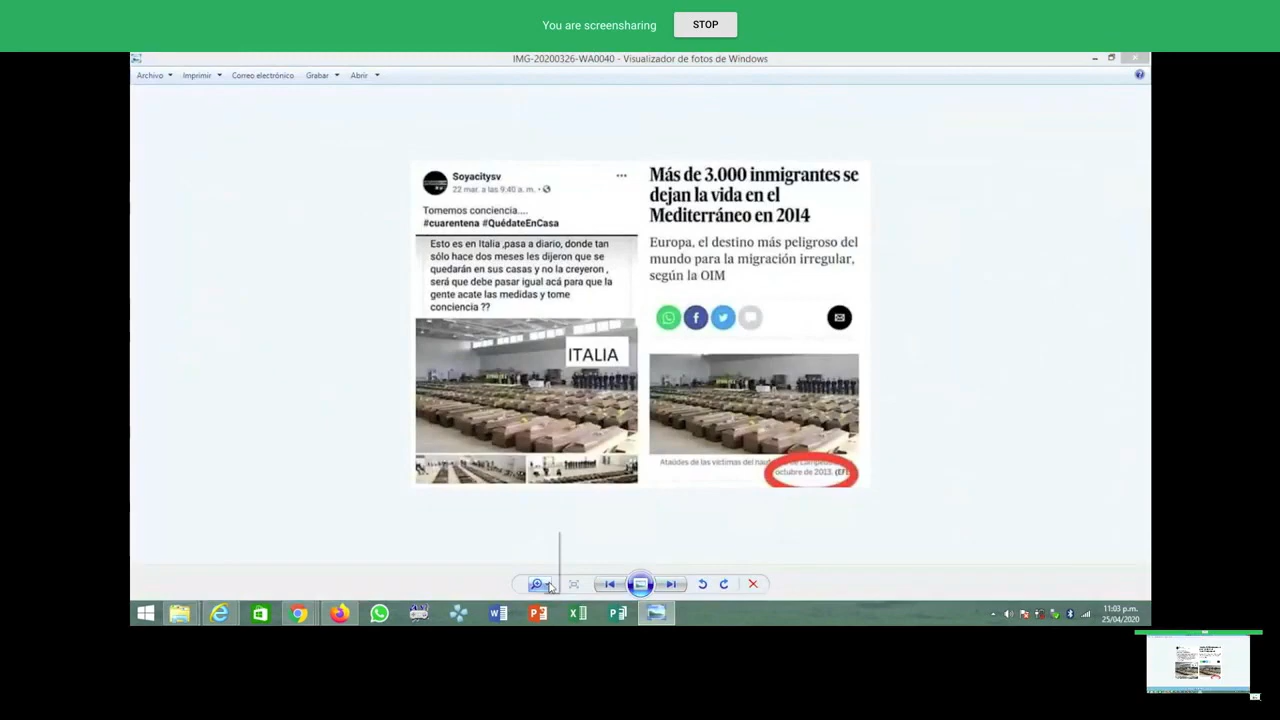 You are screensharing STOP
IMG-20200326-WA0040 - Visualizador de fotos de Windows
Archivo Imprimir Correo electrónico Grabar Abrir
Soyacitysv
22 mar. a las 9:40 a. m.
Tomemos conciencia....
#cuarentena #QuédateEnCasa
Esto es en Italia ,pasa a diario, donde tan
sólo hace dos meses les dijeron que se
quedarán en sus casas y no la creyeron ,
será que debe pasar igual acá para que la
gente acate las medidas y tome
conciencia ??
ITALIA
Más de 3.000 inmigrantes se
dejan la vida en el
Mediterráneo en 2014
Europa, el destino más peligroso del
mundo para la migración irregular,
según la OIM
Ataúdes de las víctimas del
octubre de 2013.
11:03 p.m.
25/04/2020